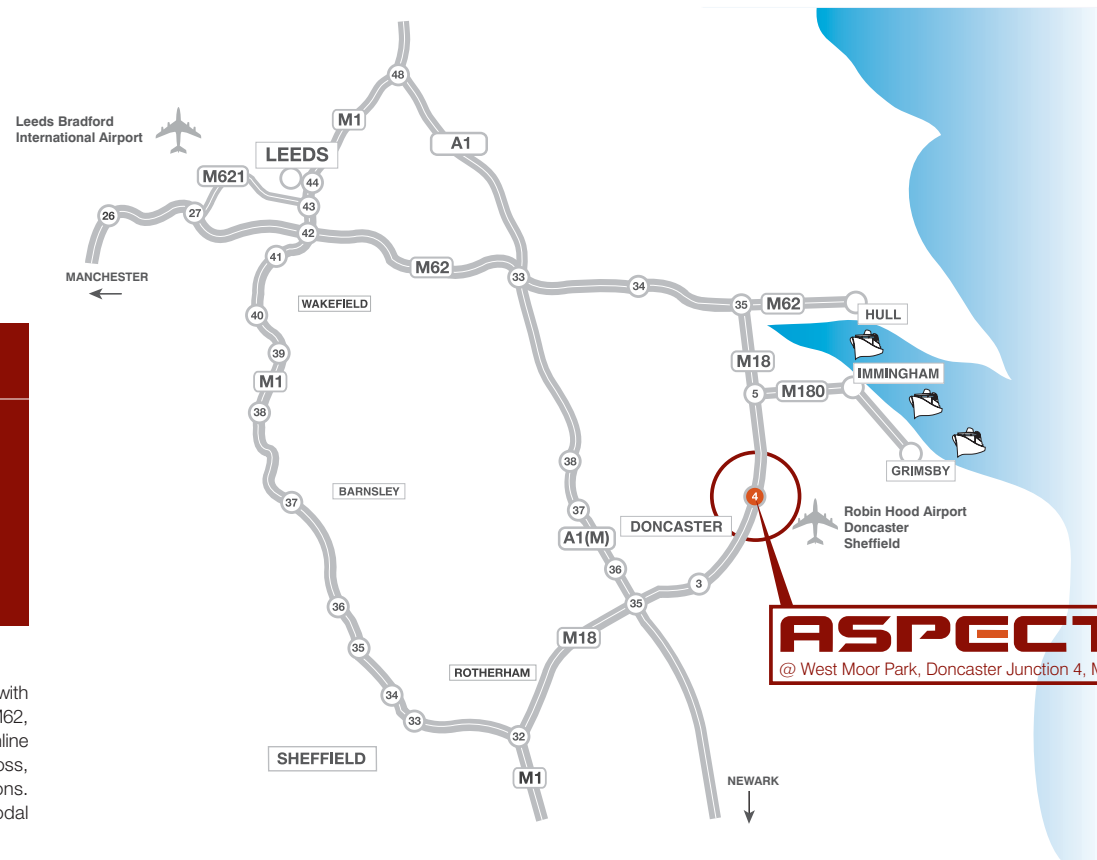 48
M1
Leeds Bradford
International Airport
A1
LEEDS
M621
44
43
26
27
42
41
M62
MANCHESTER
33
34
WAKEFIELD
35
M62
HULL
40
39
M18
IMMINGHAM
M1
5
M180
38
38
GRIMSBY
BARNSLEY
4
37
37
Robin Hood Airport
Doncaster
Sheffield
DONCASTER
A1(M)
36
3
36
35
ASPECT
@ West Moor Park, Doncaster Junction 4, M
M18
35
ROTHERHAM
34
33
32
SHEFFIELD
M1
NEWARK
with
M62,
nline
oss,
ons.
odal